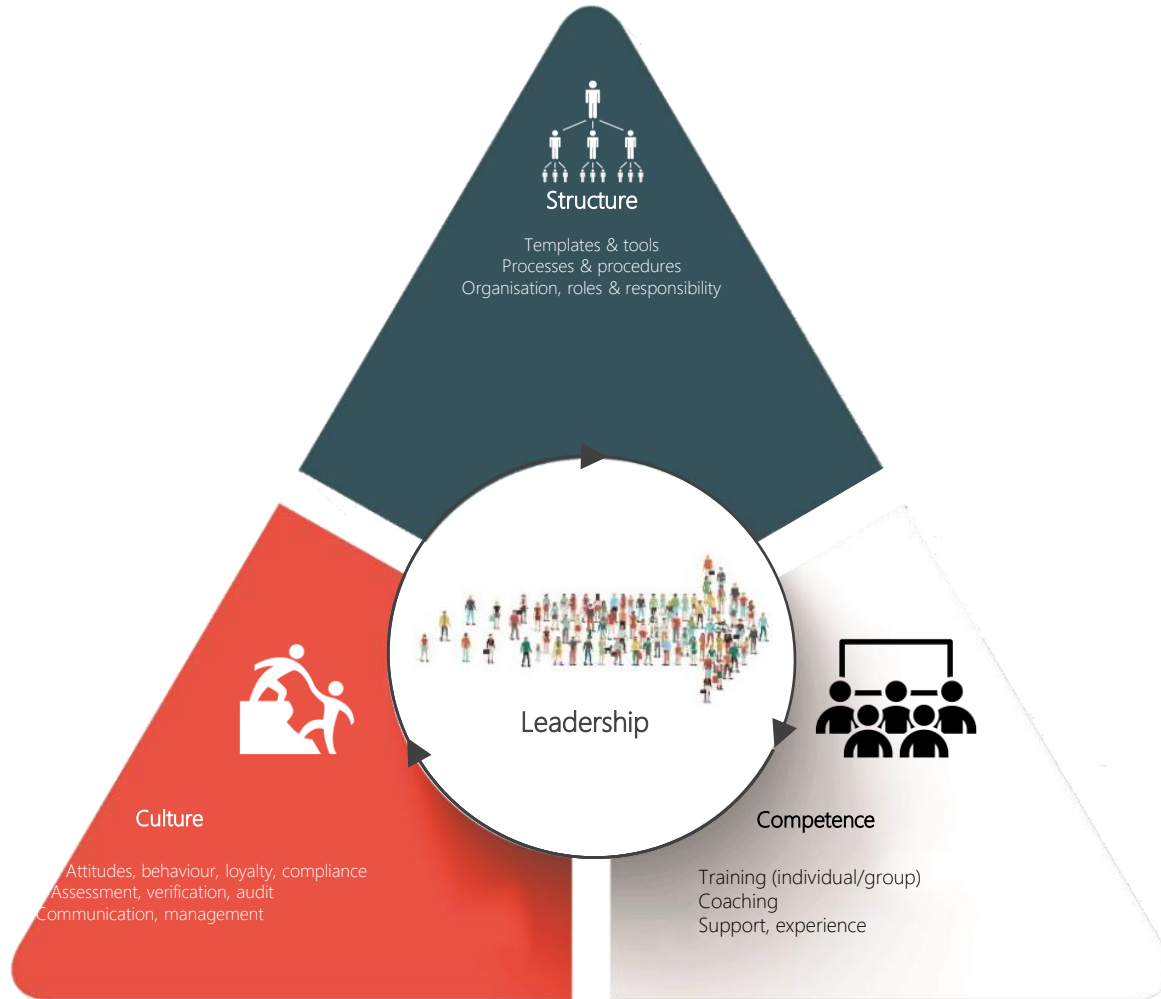 Structure
Templates & tools
Processes & procedures
Organisation, roles & responsibility
Leadership
Culture
Attitudes, behaviour, loyalty, compliance
Assessment, verification, audit
Communication, management
Competence
Training (individual/group)
Coaching
Support, experience